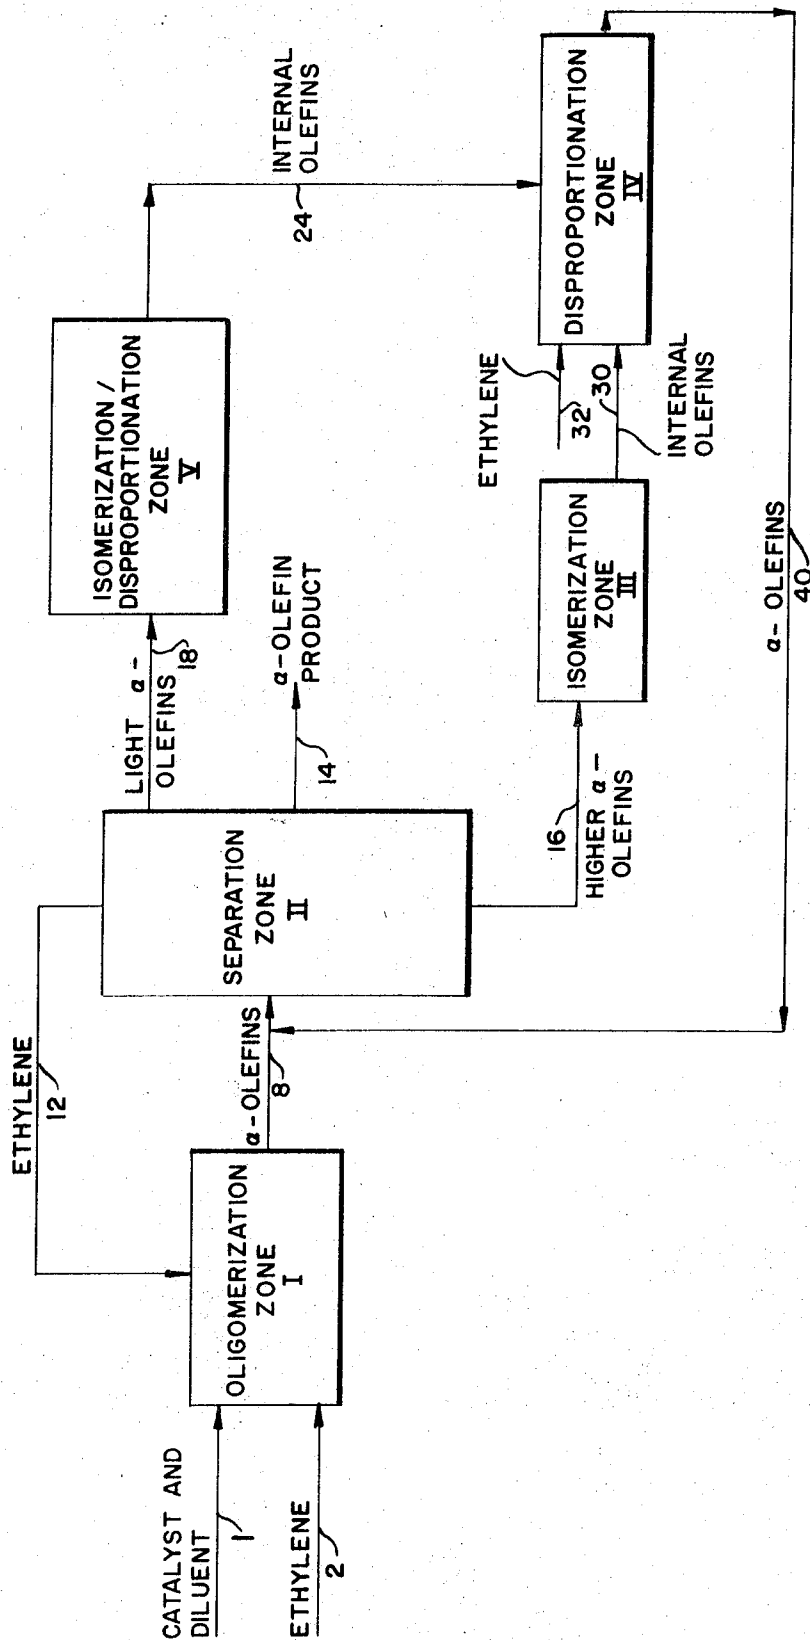 CATALYST AND
DILUENT
1
ETHYLENE
2
OLIGOMERIZATION
ZONE
I
ETHYLENE
12
α-OLEFINS
8
SEPARATION
ZONE
II
LIGHT α-
OLEFINS
18
α-OLEFIN
PRODUCT
14
16
HIGHER α-
OLEFINS
ISOMERIZATION/
DISPROPORTIONATION
ZONE
V
ISOMERIZATION
ZONE
III
ETHYLENE
32
30
INTERNAL
OLEFINS
INTERNAL
OLEFINS
24
DISPROPORTIONATION
ZONE
IV
α-OLEFINS
40